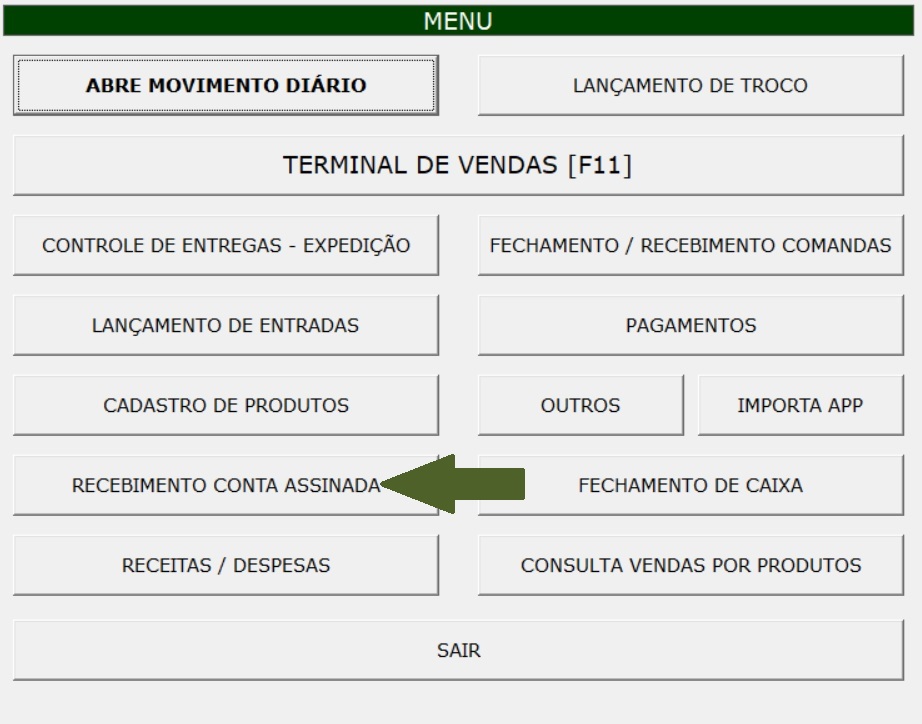 MENU
ABRE MOVIMENTO DIÁRIO
LANÇAMENTO DE TROCO
TERMINAL DE VENDAS [F11]
CONTROLE DE ENTREGAS - EXPEDIÇÃO
FECHAMENTO / RECEBIMENTO COMANDAS
LANÇAMENTO DE ENTRADAS
PAGAMENTOS
CADASTRO DE PRODUTOS
OUTROS
IMPORTA APP
RECEBIMENTO CONTA ASSINADA
FECHAMENTO DE CAIXA
RECEITAS / DESPESAS
CONSULTA VENDAS POR PRODUTOS
SAIR